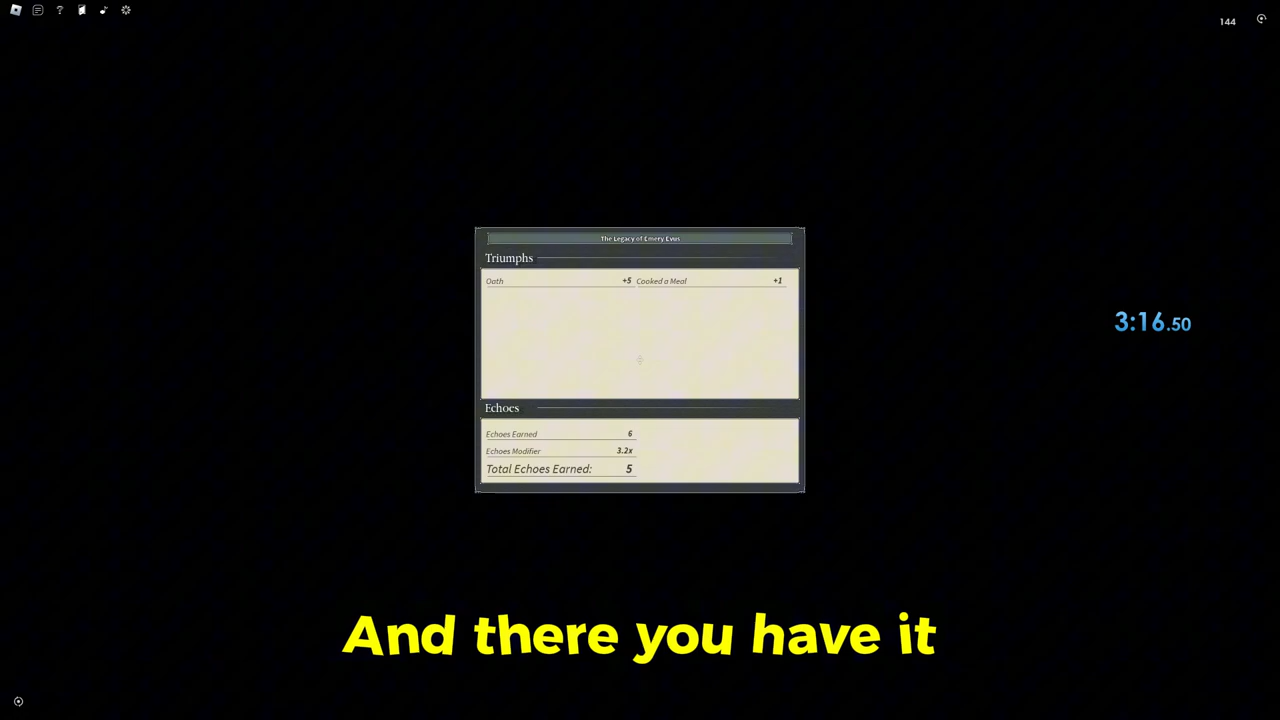 144
The Legacy of Emery Evus
Triumphs
Oath +5 Cooked a Meal +1
3:16.50
Echoes
Echoes Earned 6
Echoes Modifier 3.2x
Total Echoes Earned: 5
And there you have it